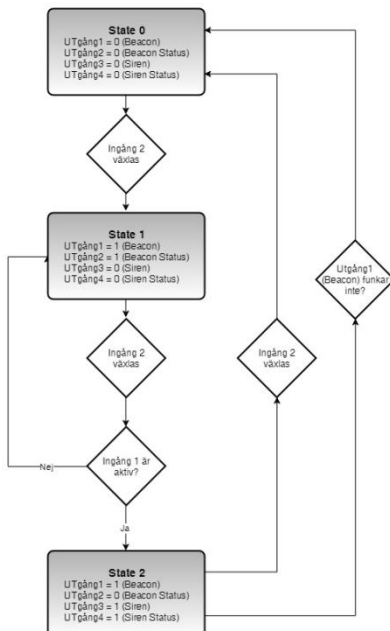 State 0
UTgång1 = 0 (Beacon)
UTgång2 = 0 (Beacon Status)
UTgång3 = 0 (Siren)
UTgång4 = 0 (Siren Status)
Ingång 2
växlas
State 1
UTgång1 = 1 (Beacon)
UTgång2 = 1 (Beacon Status)
UTgång3 = 0 (Siren)
UTgång4 = 0 (Siren Status)
Utgång1
(Beacon) funkar
inte?
Ingång 2
växlas
Ingång 2
växlas
Ingång 1 är
aktiv?
Nej
Ja
State 2
UTgång1 = 1 (Beacon)
UTgång2 = 0 (Beacon Status)
UTgång3 = 1 (Siren)
UTgång4 = 1 (Siren Status)